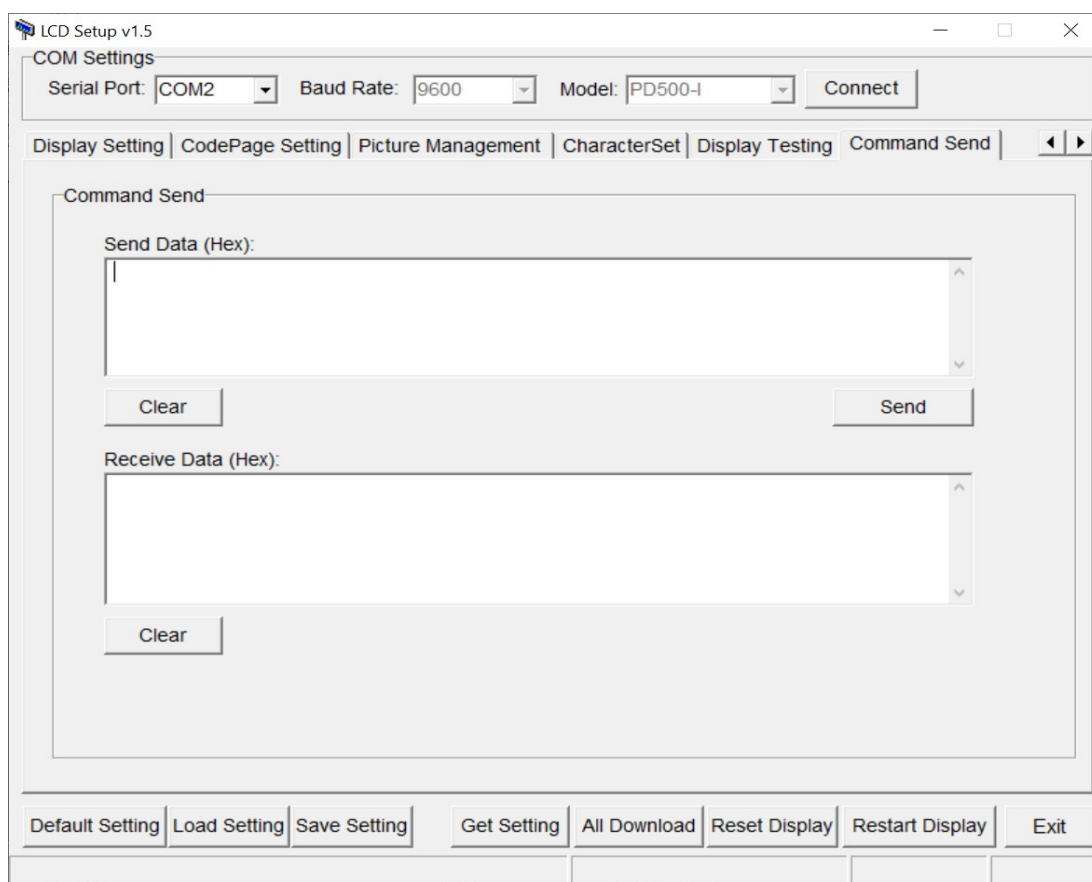 LCD Setup v1.5
COM Settings
Serial Port: COM2 Baud Rate: 9600 Model: PD500-I Connect
Display Setting CodePage Setting Picture Management CharacterSet Display Testing Command Send
Command Send
Send Data (Hex):
Clear Send
Receive Data (Hex):
Clear
Default Setting Load Setting Save Setting Get Setting All Download Reset Display Restart Display Exit